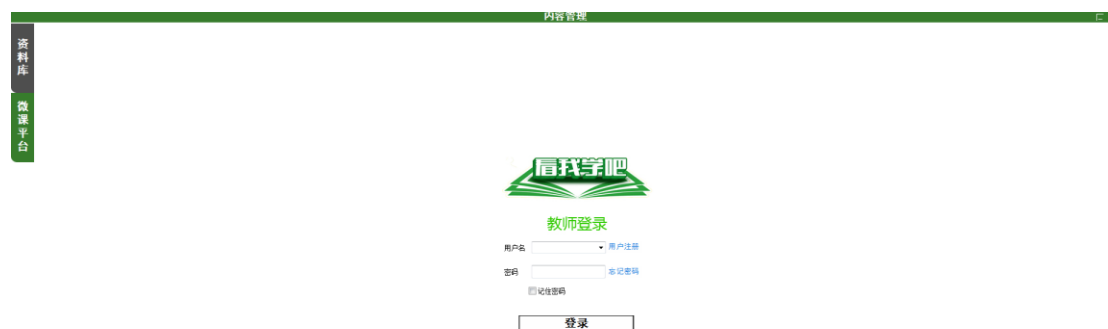 内容管理
资料库
微课平台
看我学吧
教师登录
用户名
用户注册
密码
忘记密码
记住密码
登录